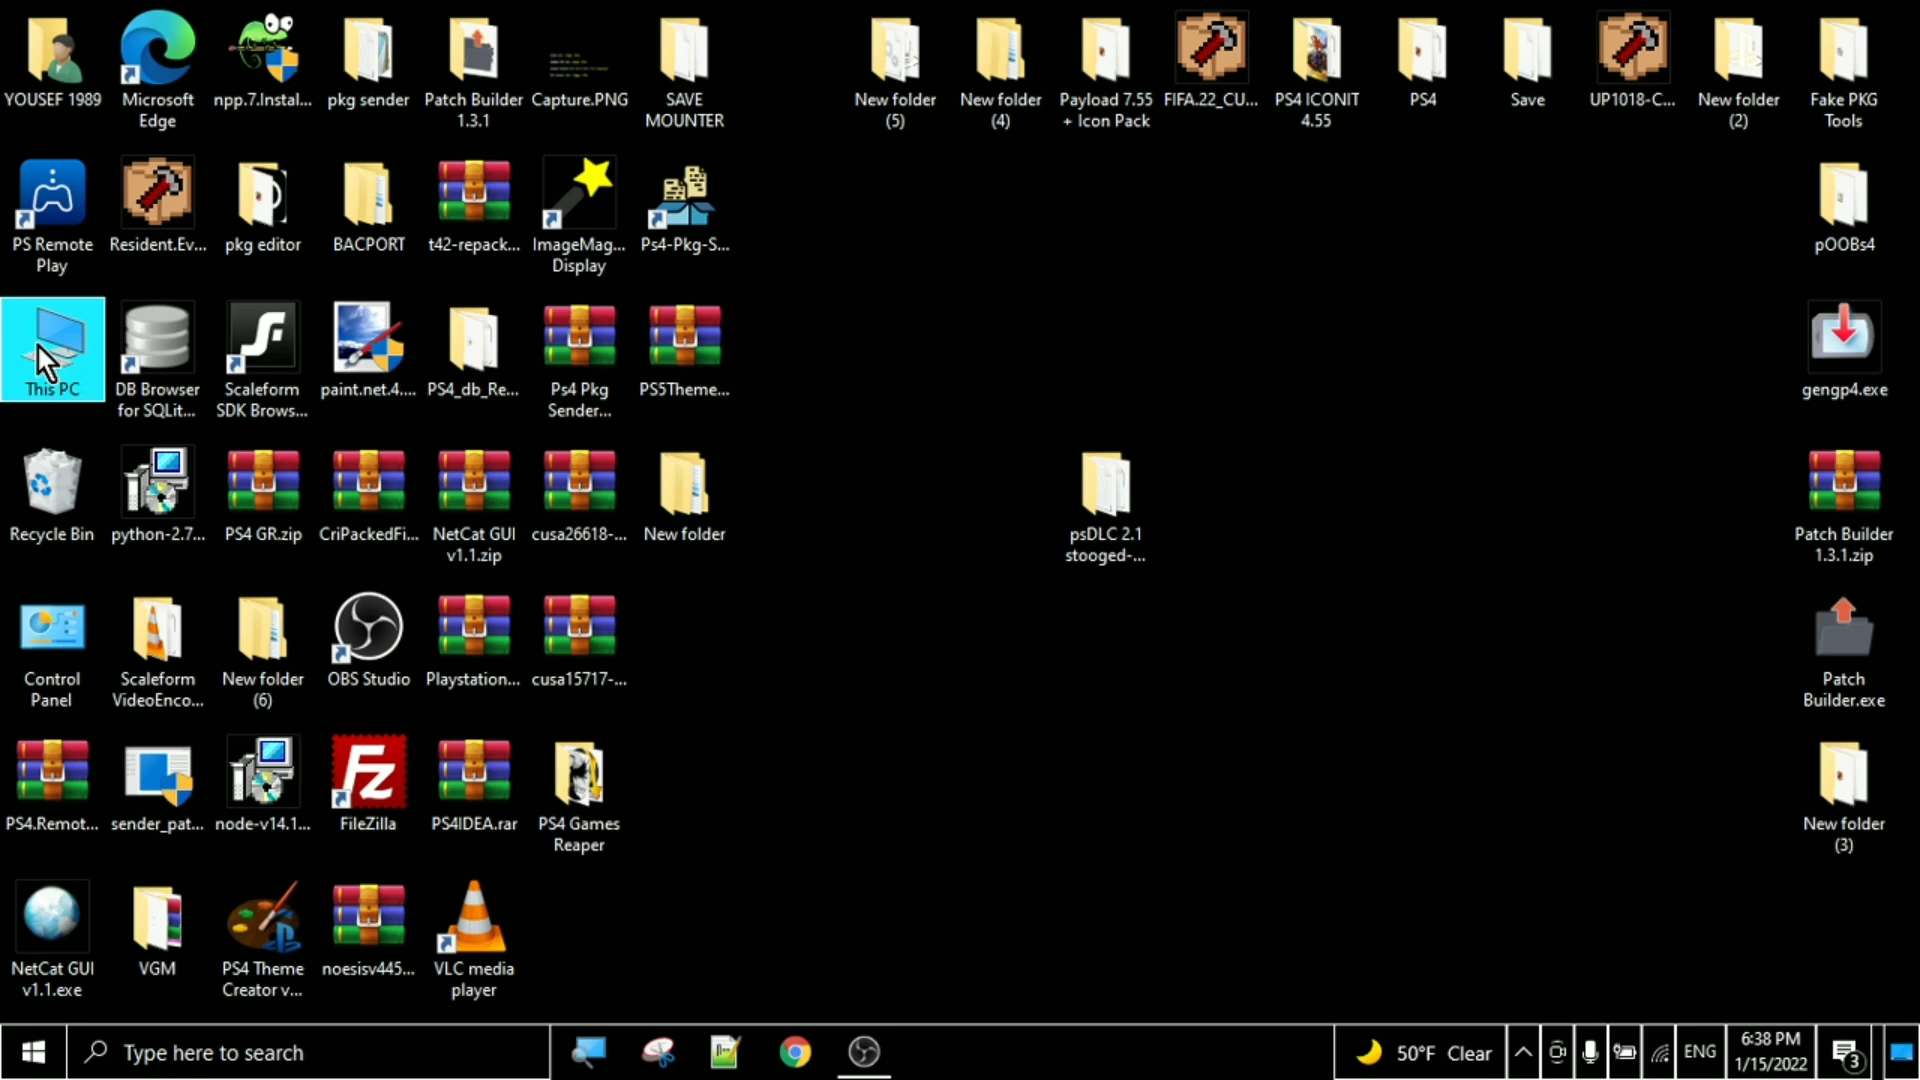 YOUSEF 1989
Microsoft
Edge
npp.7.Instal...
pkg sender
Patch Builder
1.3.1
Capture.PNG
SAVE
MOUNTER
New folder
(5)
New folder
(4)
Payload 7.55
+ Icon Pack
FIFA.22_CU...
PS4 ICONIT
4.55
PS4
Save
UP1018-C...
New folder
(2)
Fake PKG
Tools
PS Remote
Play
Resident.Ev...
pkg editor
BACPORT
t42-repack...
ImageMag...
Display
Ps4-Pkg-S...
pOOBs4
This PC
DB Browser
for SQLit...
Scaleform
SDK Brows...
paint.net.4....
PS4_db_Re...
Ps4 Pkg
Sender...
PS5Theme...
gengp4.exe
Recycle Bin
python-2.7...
PS4 GR.zip
CriPackedFi...
NetCat GUI
v1.1.zip
cusa26618-...
New folder
psDLC 2.1
stooged-...
Patch Builder
1.3.1.zip
Control
Panel
Scaleform
VideoEnco...
New folder
(6)
OBS Studio
Playstation...
cusa15717-...
Patch
Builder.exe
PS4.Remot...
sender_pat...
node-v14.1...
Fz
FileZilla
PS4IDEA.rar
PS4 Games
Reaper
New folder
(3)
NetCat GUI
v1.1.exe
VGM
PS4 Theme
Creator v...
noesisv445...
VLC media
player
Type here to search
50°F Clear
ENG
6:38 PM
1/15/2022
3